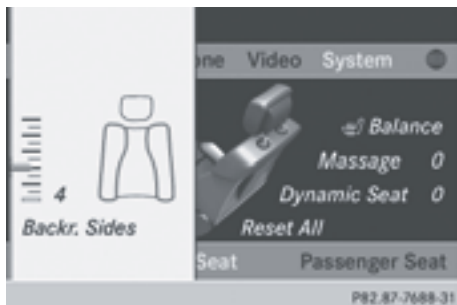 one Video System
Balance
Massage 0
4 Dynamic Seat 0
Backr. Sides Reset All
Seat Passenger Seat
P82.87-7688-31